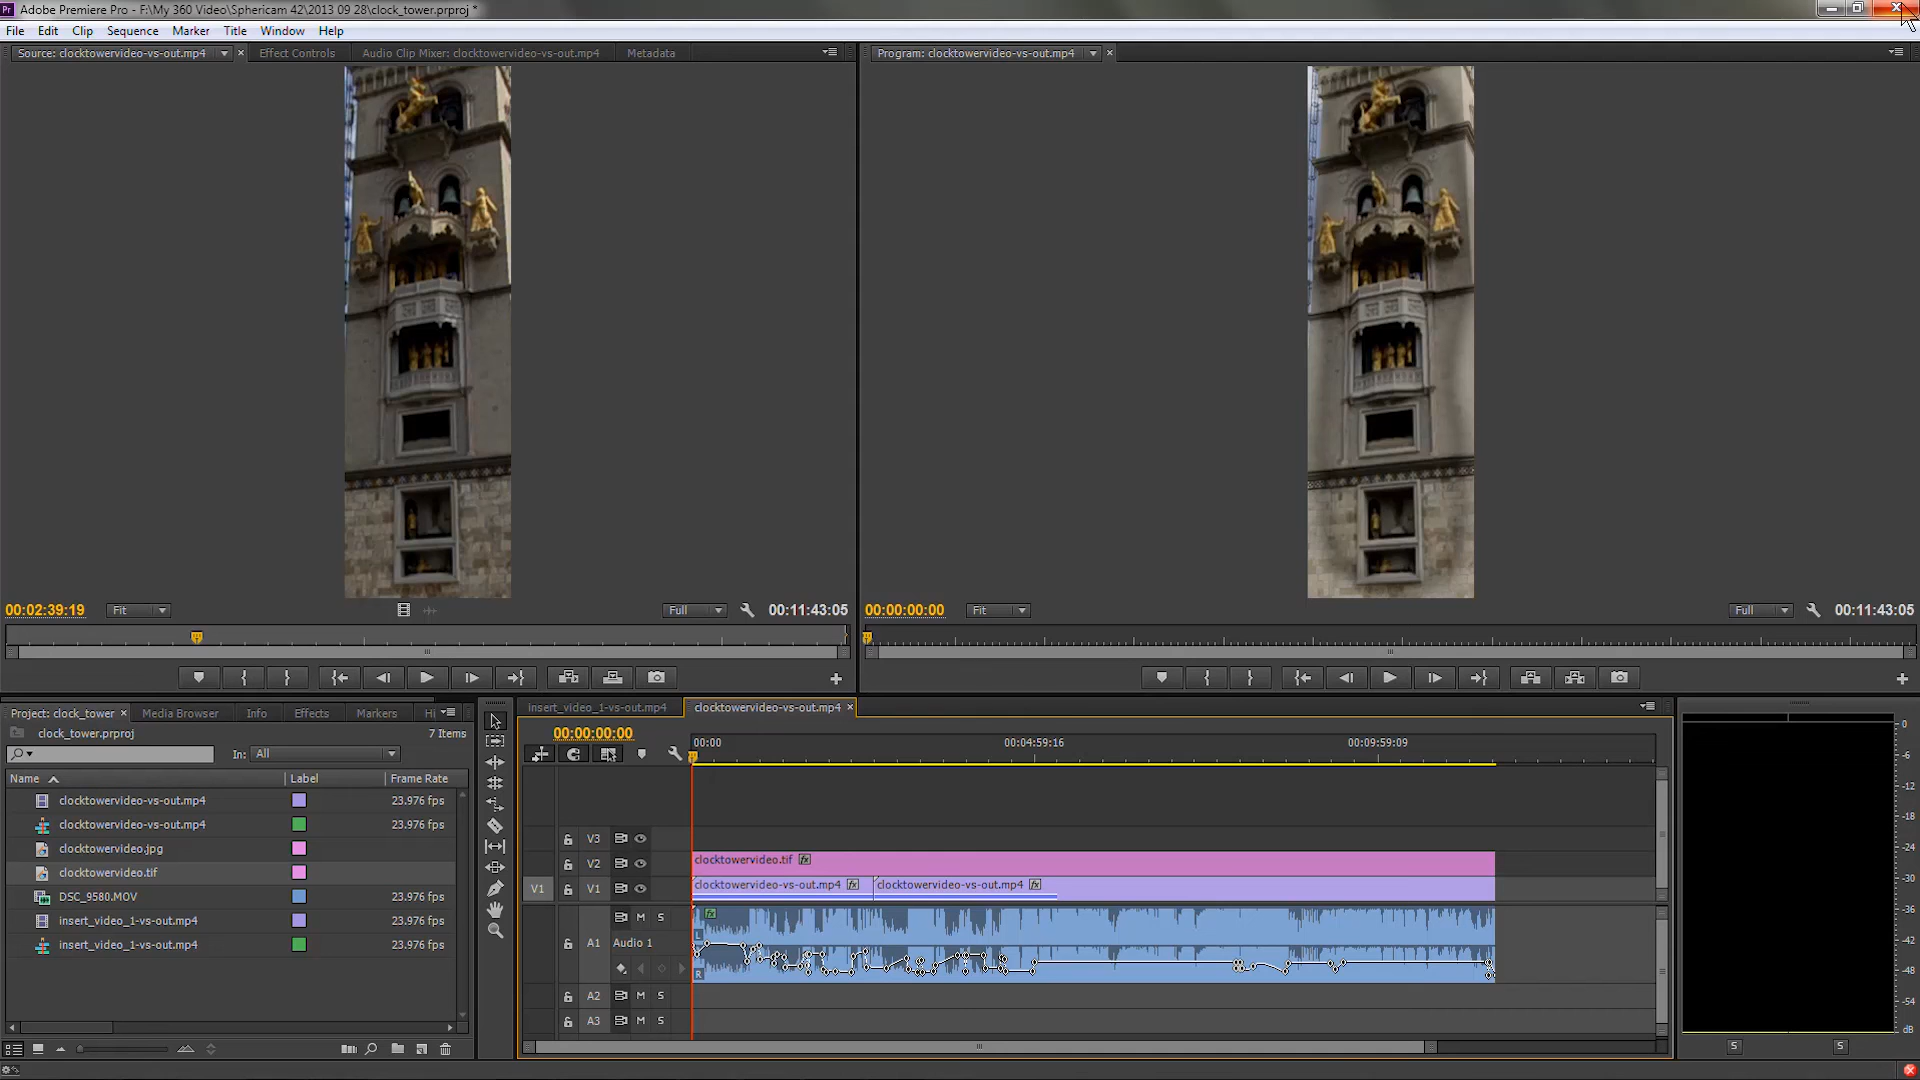 Pr Adobe Premiere Pro - F:\My 360 Video\Sphericam 42\2013 09 28\clock_tower.prproj *
File Edit Clip Sequence Marker Title Window Help
Source: clocktowervideo-vs-out.mp4 Effect Controls Audio Clip Mixer: clocktowervideo-vs-out.mp4 Metadata
Program: clocktowervideo-vs-out.mp4
00:02:39:19 Fit Full 00:11:43:05
00:00:00:00 Fit Full 00:11:43:05
Project: clock_tower Media Browser Info Effects Markers Hi
clock_tower.prproj 7 Items
In: All
Name Label Frame Rate
clocktowervideo-vs-out.mp4 23.976 fps
clocktowervideo-vs-out.mp4 23.976 fps
clocktowervideo.jpg
clocktowervideo.tif
DSC_9580.MOV 23.976 fps
insert_video_1-vs-out.mp4 23.976 fps
insert_video_1-vs-out.mp4 23.976 fps
insert_video_1-vs-out.mp4 clocktowervideo-vs-out.mp4
00:00:00:00
00:00 00:04:59:16 00:09:59:09
V3
V2 clocktowervideo.tif fx
V1 V1 clocktowervideo-vs-out.mp4 fx clocktowervideo-vs-out.mp4 fx
M S fx
L
A1 Audio 1
R
A2 M S
A3 M S
0
-6
-12
-18
-24
-30
-36
-42
-48
-54
dB
S S